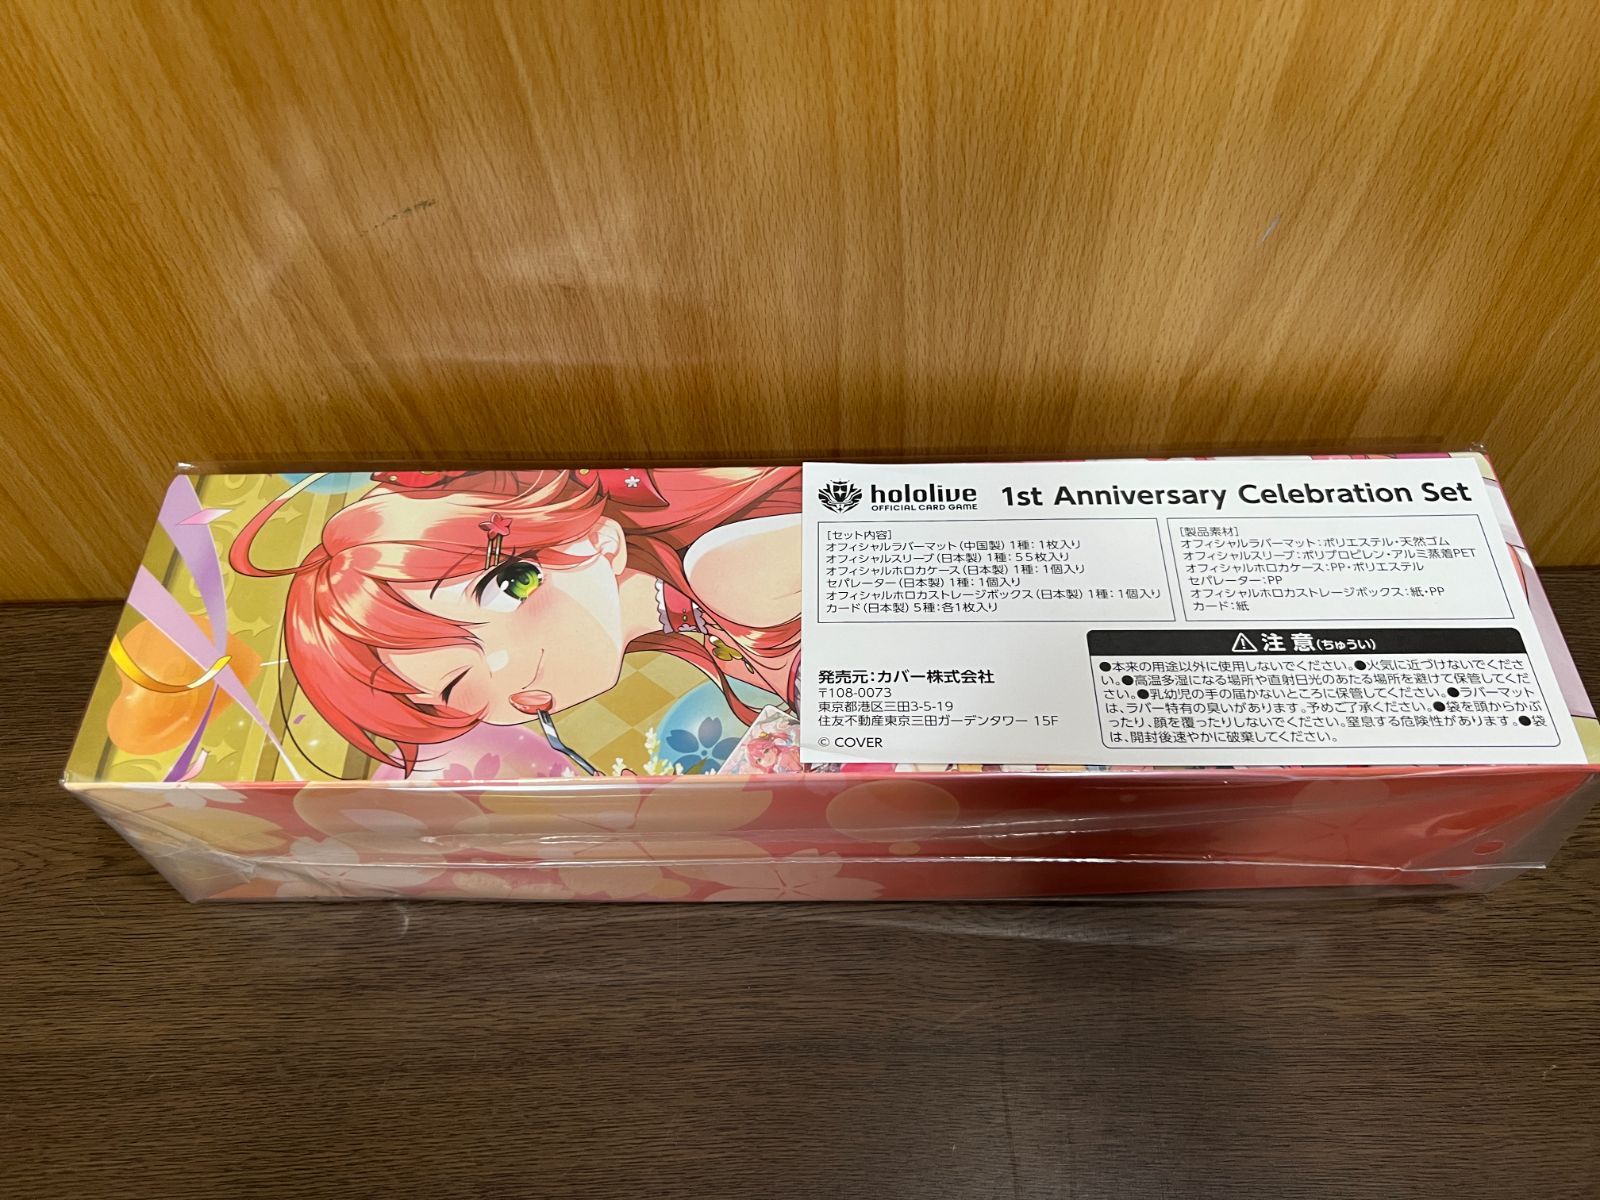 hololive
OFFICIAL CARD GAME
1st Anniversary Celebration Set
[セット内容]
オフィシャルラバーマット(中国製)1種:1枚入り
オフィシャルスリーブ(日本製)1種:55枚入り
オフィシャルホロカケース(日本製)1種:1個入り
セパレーター(日本製)1種:1個入り
オフィシャルホロカストレージボックス(日本製)1種:1個入り
カード(日本製)5種:各1枚入り
[製品素材]
オフィシャルラバーマット:ポリエステル・天然ゴム
オフィシャルスリーブ:ポリプロピレン・アルミ蒸着PET
オフィシャルホロカケース:PP・ポリエステル
セパレーター:PP
オフィシャルホロカストレージボックス:紙・PP
カード:紙
発売元:カバー株式会社
〒108-0073
東京都港区三田3-5-19
住友不動産東京三田ガーデンタワー 15F
© COVER
注意(ちゅうい)
●本来の用途以外に使用しないでください。●火気に近づけないでくださ
い。●高温多湿になる場所や直射日光のあたる場所を避けて保管してくださ
い。●乳幼児の手の届かないところに保管してください。●ラバーマット
は、ラバー特有の臭いがあります。予めご了承ください。●袋を頭からかぶ
ったり、顔を覆ったりしないでください。窒息する危険性があります。●袋
は、開封後速やかに破棄してください。